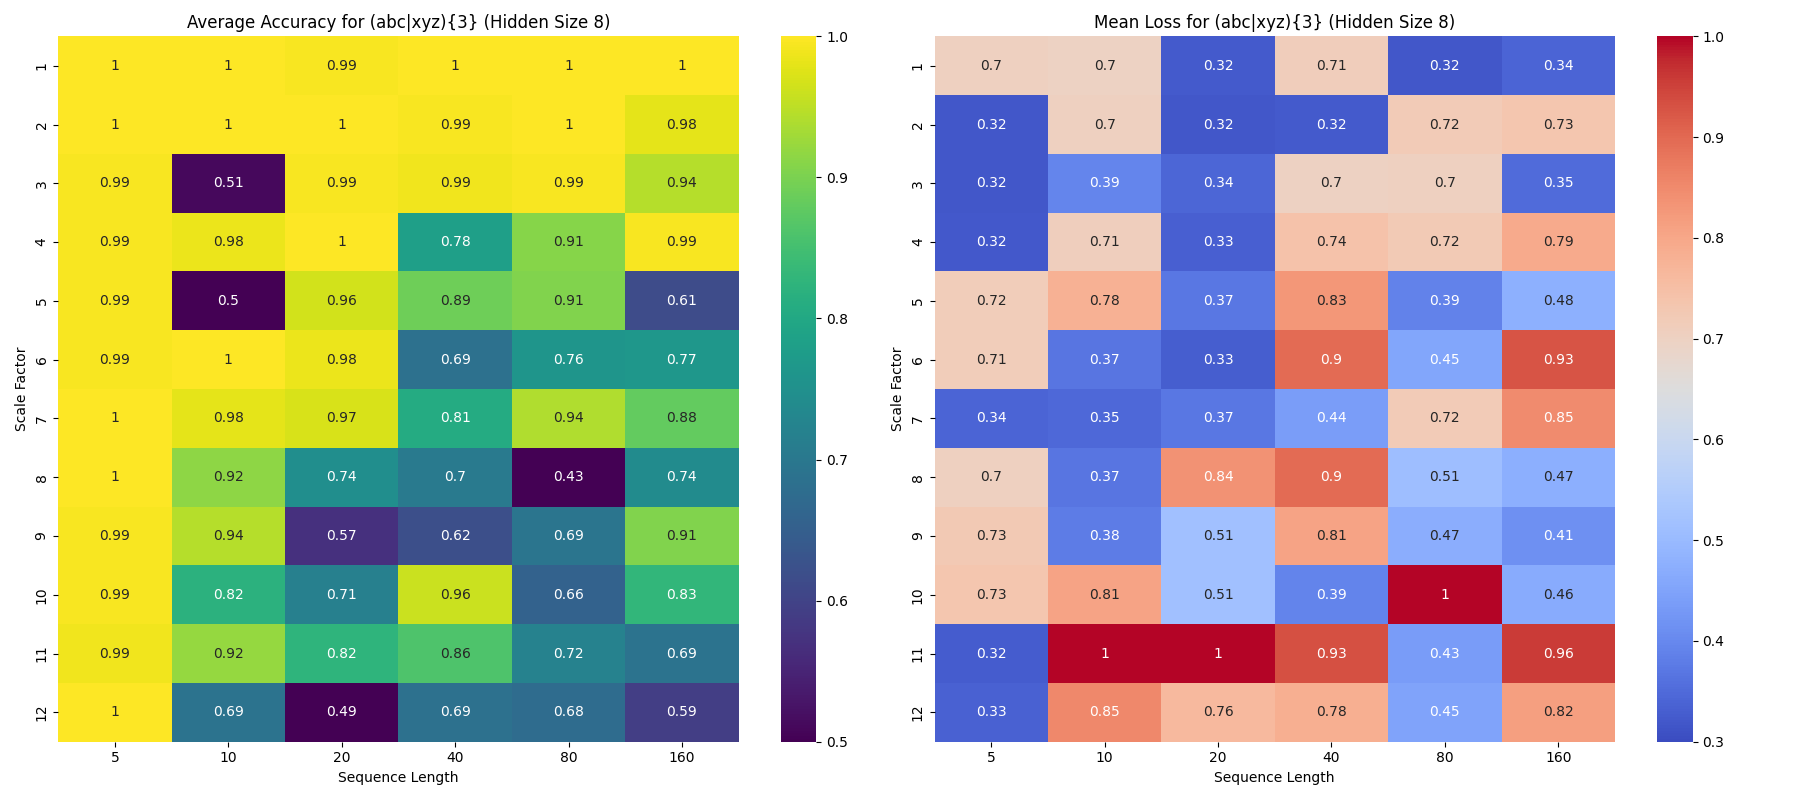 Average Accuracy for (abc|xyz){3} (Hidden Size 8)
Scale Factor
1 1 1 0.99 1 1 1
2 1 1 1 0.99 1 0.98
3 0.99 0.51 0.99 0.99 0.99 0.94
4 0.99 0.98 1 0.78 0.91 0.99
5 0.99 0.5 0.96 0.89 0.91 0.61
6 0.99 1 0.98 0.69 0.76 0.77
7 1 0.98 0.97 0.81 0.94 0.88
8 1 0.92 0.74 0.7 0.43 0.74
9 0.99 0.94 0.57 0.62 0.69 0.91
10 0.99 0.82 0.71 0.96 0.66 0.83
11 0.99 0.92 0.82 0.86 0.72 0.69
12 1 0.69 0.49 0.69 0.68 0.59
5 10 20 40 80 160
Sequence Length
1.0
0.9
0.8
0.7
0.6
0.5
Mean Loss for (abc|xyz){3} (Hidden Size 8)
Scale Factor
1 0.7 0.7 0.32 0.71 0.32 0.34
2 0.32 0.7 0.32 0.32 0.72 0.73
3 0.32 0.39 0.34 0.7 0.7 0.35
4 0.32 0.71 0.33 0.74 0.72 0.79
5 0.72 0.78 0.37 0.83 0.39 0.48
6 0.71 0.37 0.33 0.9 0.45 0.93
7 0.34 0.35 0.37 0.44 0.72 0.85
8 0.7 0.37 0.84 0.9 0.51 0.47
9 0.73 0.38 0.51 0.81 0.47 0.41
10 0.73 0.81 0.51 0.39 1 0.46
11 0.32 1 1 0.93 0.43 0.96
12 0.33 0.85 0.76 0.78 0.45 0.82
5 10 20 40 80 160
Sequence Length
1.0
0.9
0.8
0.7
0.6
0.5
0.4
0.3